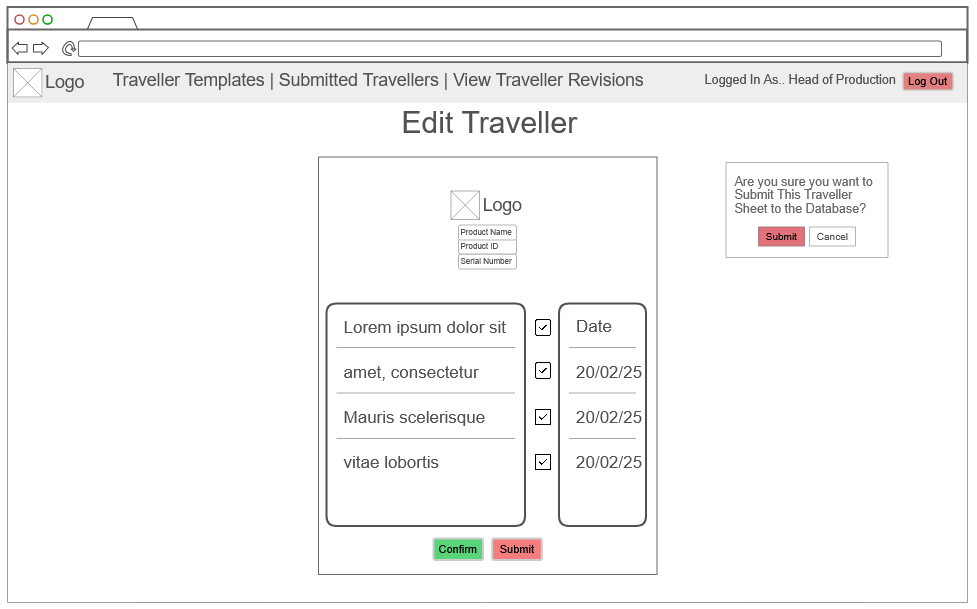 Logo
Traveller Templates | Submitted Travellers | View Traveller Revisions
Logged In As.. Head of Production
Log Out
Edit Traveller
Logo
Product Name
Product ID
Serial Number
Lorem ipsum dolor sit
Date
amet, consectetur
20/02/25
Mauris scelerisque
20/02/25
vitae lobortis
20/02/25
Confirm
Submit
Are you sure you want to
Submit This Traveller
Sheet to the Database?
Submit
Cancel